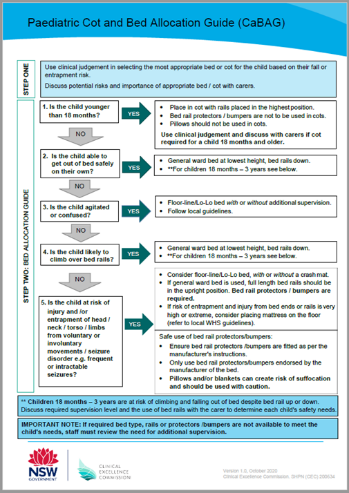 Paediatric Cot and Bed Allocation Guide (CaBAG)
STEP ONE
Use clinical judgement in selecting the most appropriate bed or cot for the child based on their fall or
entrapment risk.
Discuss potential risks and importance of appropriate bed / cot with carers.
STEP TWO: BED ALLOCATION GUIDE
1. Is the child younger
than 18 months?
YES
• Place in cot with rails placed in the highest position.
• Bed rail protectors / bumpers are not to be used in cots.
• Pillows should not be used in cots.
Use clinical judgement and discuss with carers if cot
required for a child 18 months and older.
NO
2. Is the child able to
get out of bed safely
on their own?
YES
• General ward bed at lowest height, bed rails down.
• **For children 18 months – 3 years see below.
NO
3. Is the child agitated
or confused?
YES
• Floor-line/Lo-Lo bed with or without additional supervision.
• Follow local guidelines.
NO
4. Is the child likely to
climb over bed rails?
YES
• General ward bed at lowest height, bed rails down.
• **For children 18 months – 3 years see below.
NO
5. Is the child at risk of
injury and /or
entrapment of head /
neck / torso / limbs
from voluntary or
involuntary
movements / seizure
disorder e.g. frequent
or intractable
seizures?
YES
• Consider floor-line/Lo-Lo bed, with or without a crash mat.
• If general ward bed is used, full length bed rails should be
in the upright position. Bed rail protectors / bumpers are
required.
• If risk of entrapment and injury from bed ends or rails is very
high or extreme, consider placing mattress on the floor
(refer to local WHS guidelines).
Safe use of bed rail protectors/bumpers:
• Ensure bed rail protectors /bumpers are fitted as per the
manufacturer's instructions.
• Only use bed rail protectors/bumpers endorsed by the
manufacturer of the bed.
• Pillows and/or blankets can create risk of suffocation
and should be used with caution.
** Children 18 months – 3 years are at risk of climbing and falling out of bed despite bed rail up or down.
Discuss required supervision level and the use of bed rails with the carer to determine each child's safety needs.
IMPORTANT NOTE: If required bed type, rails or protectors /bumpers are not available to meet the
child's needs, staff must review the need for additional supervision.
NSW
GOVERNMENT
CLINICAL
EXCELLENCE
COMMISSION
Version 1.0, October 2020
Clinical Excellence Commission.